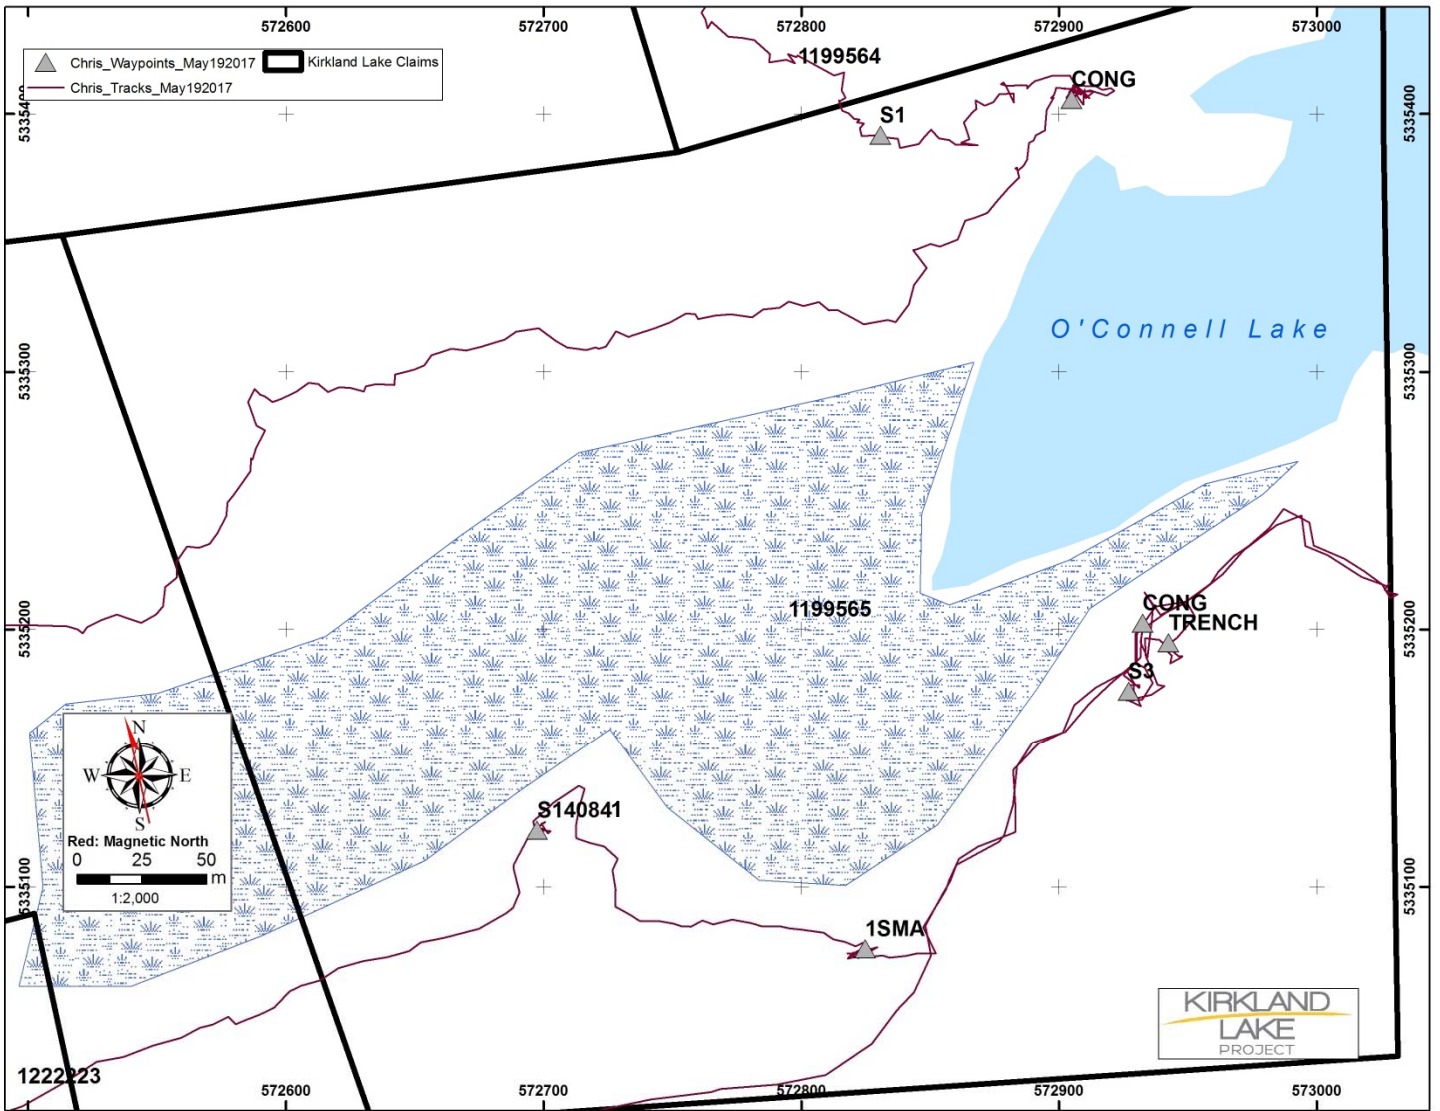 572600 572700 572800 572900 573000
Chris_Waypoints_May192017 Kirkland Lake Claims
Chris_Tracks_May192017
1199564
CONG
S1
5335400 5335400
O'Connell Lake
5335300 5335300
1199565
CONG
TRENCH
S3
5335200 5335200
N
W E
S
Red: Magnetic North
0 25 50 m
1:2,000
S140841
5335100 5335100
1SMA
KIRKLAND
LAKE
PROJECT
1222223
572600 572700 572800 572900 573000